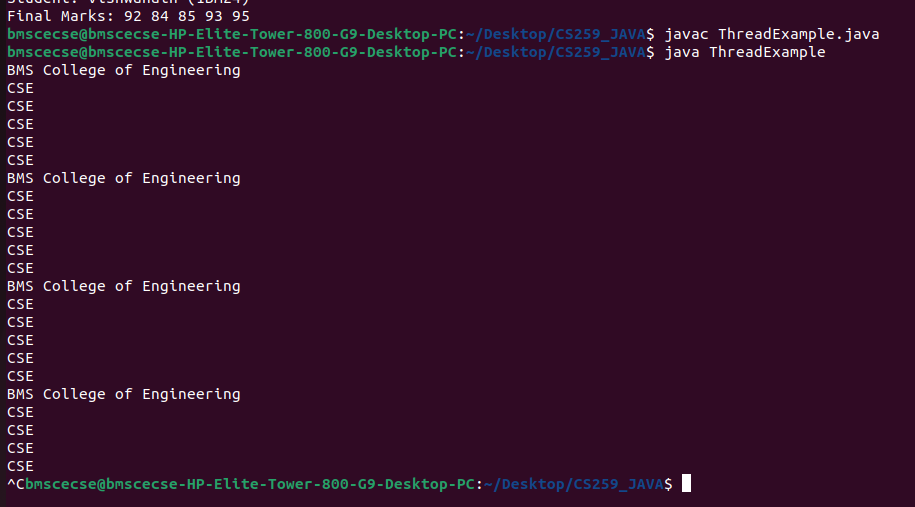 Student: Vishwanath (1BM24)
Final Marks: 92 84 85 93 95
bmscecse@bmscecse-HP-Elite-Tower-800-G9-Desktop-PC:~/Desktop/CS259_JAVA$ javac ThreadExample.java
bmscecse@bmscecse-HP-Elite-Tower-800-G9-Desktop-PC:~/Desktop/CS259_JAVA$ java ThreadExample
BMS College of Engineering
CSE
CSE
CSE
CSE
CSE
BMS College of Engineering
CSE
CSE
CSE
CSE
CSE
BMS College of Engineering
CSE
CSE
CSE
CSE
CSE
BMS College of Engineering
CSE
CSE
CSE
CSE
^Cbmscecse@bmscecse-HP-Elite-Tower-800-G9-Desktop-PC:~/Desktop/CS259_JAVA$